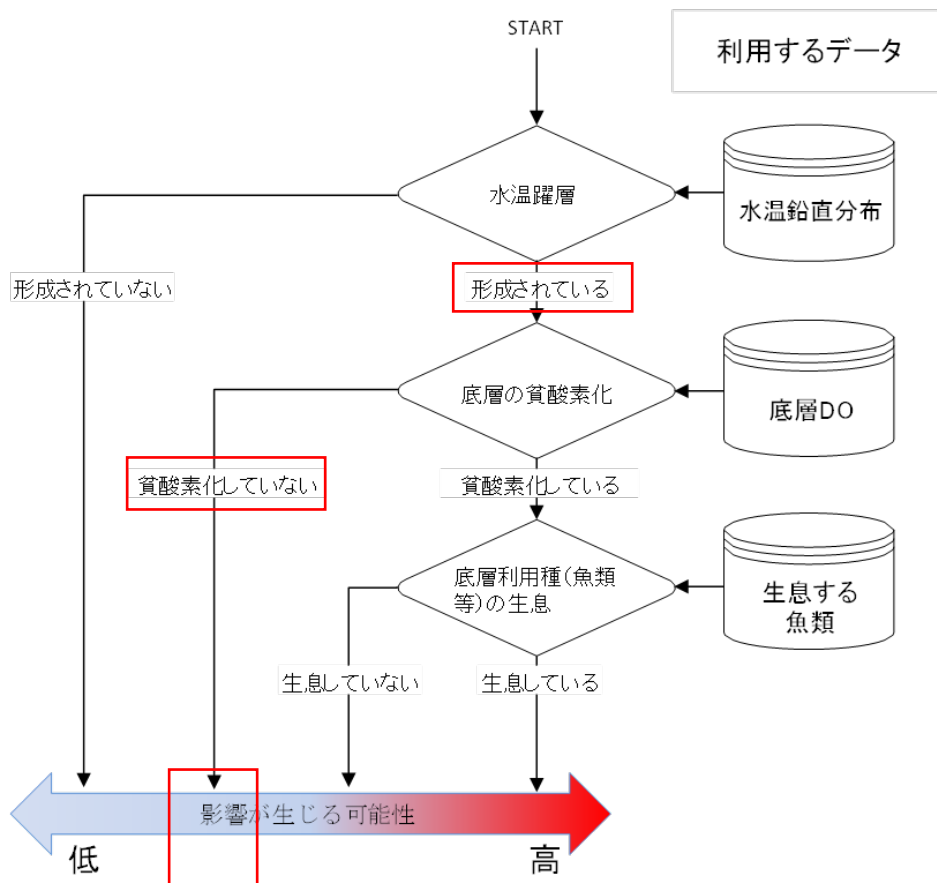 START
利用するデータ
水温躍層
水温鉛直分布
形成されていない
形成されている
底層の貧酸素化
底層DO
貧酸素化していない
貧酸素化している
底層利用種(魚類
等)の生息
生息する
魚類
生息していない
生息している
影響が生じる可能性
低
高